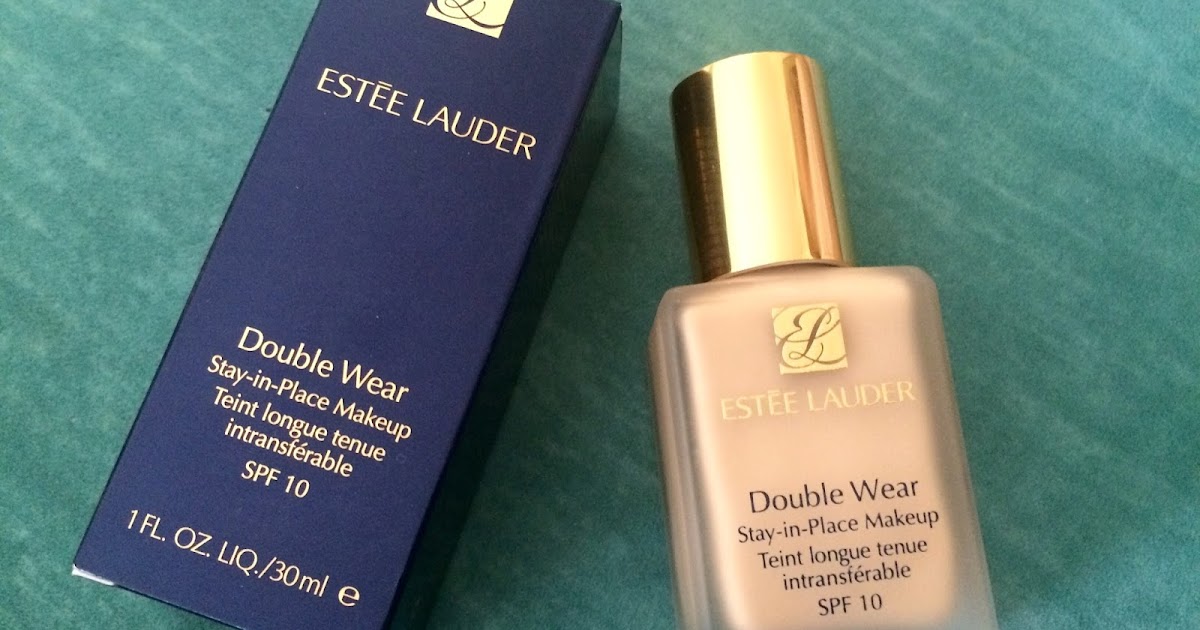 ESTĒE LAUDER
Double Wear
Stay-in-Place Makeup
Teint longue tenue
intransférable
SPF 10
1 FL. OZ. LIQ./30ml e
EL
ESTĒE LAUDER
Double Wear
Stay-in-Place Makeup
Teint longue tenue
intransférable
SPF 10